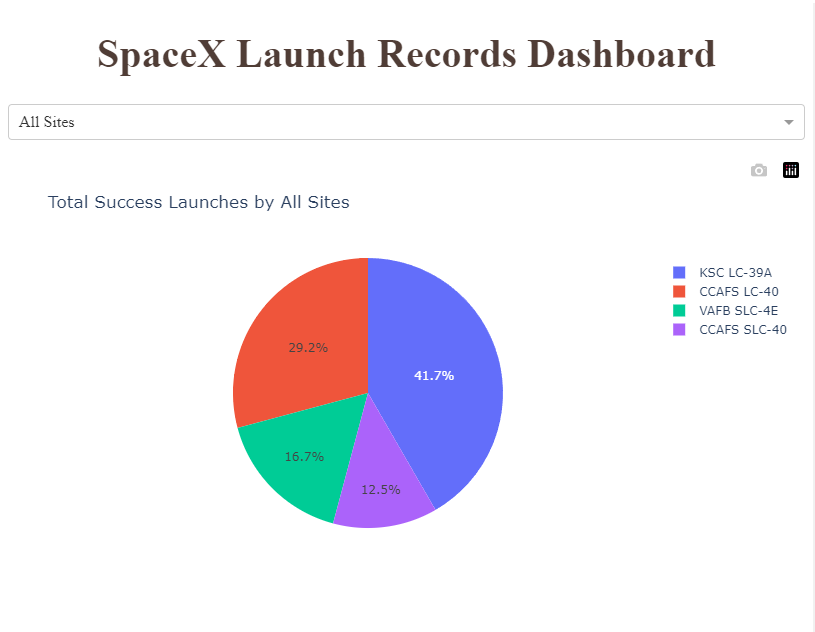 SpaceX Launch Records Dashboard
All Sites
Total Success Launches by All Sites
KSC LC-39A
CCAFS LC-40
VAFB SLC-4E
CCAFS SLC-40
29.2%
41.7%
16.7%
12.5%